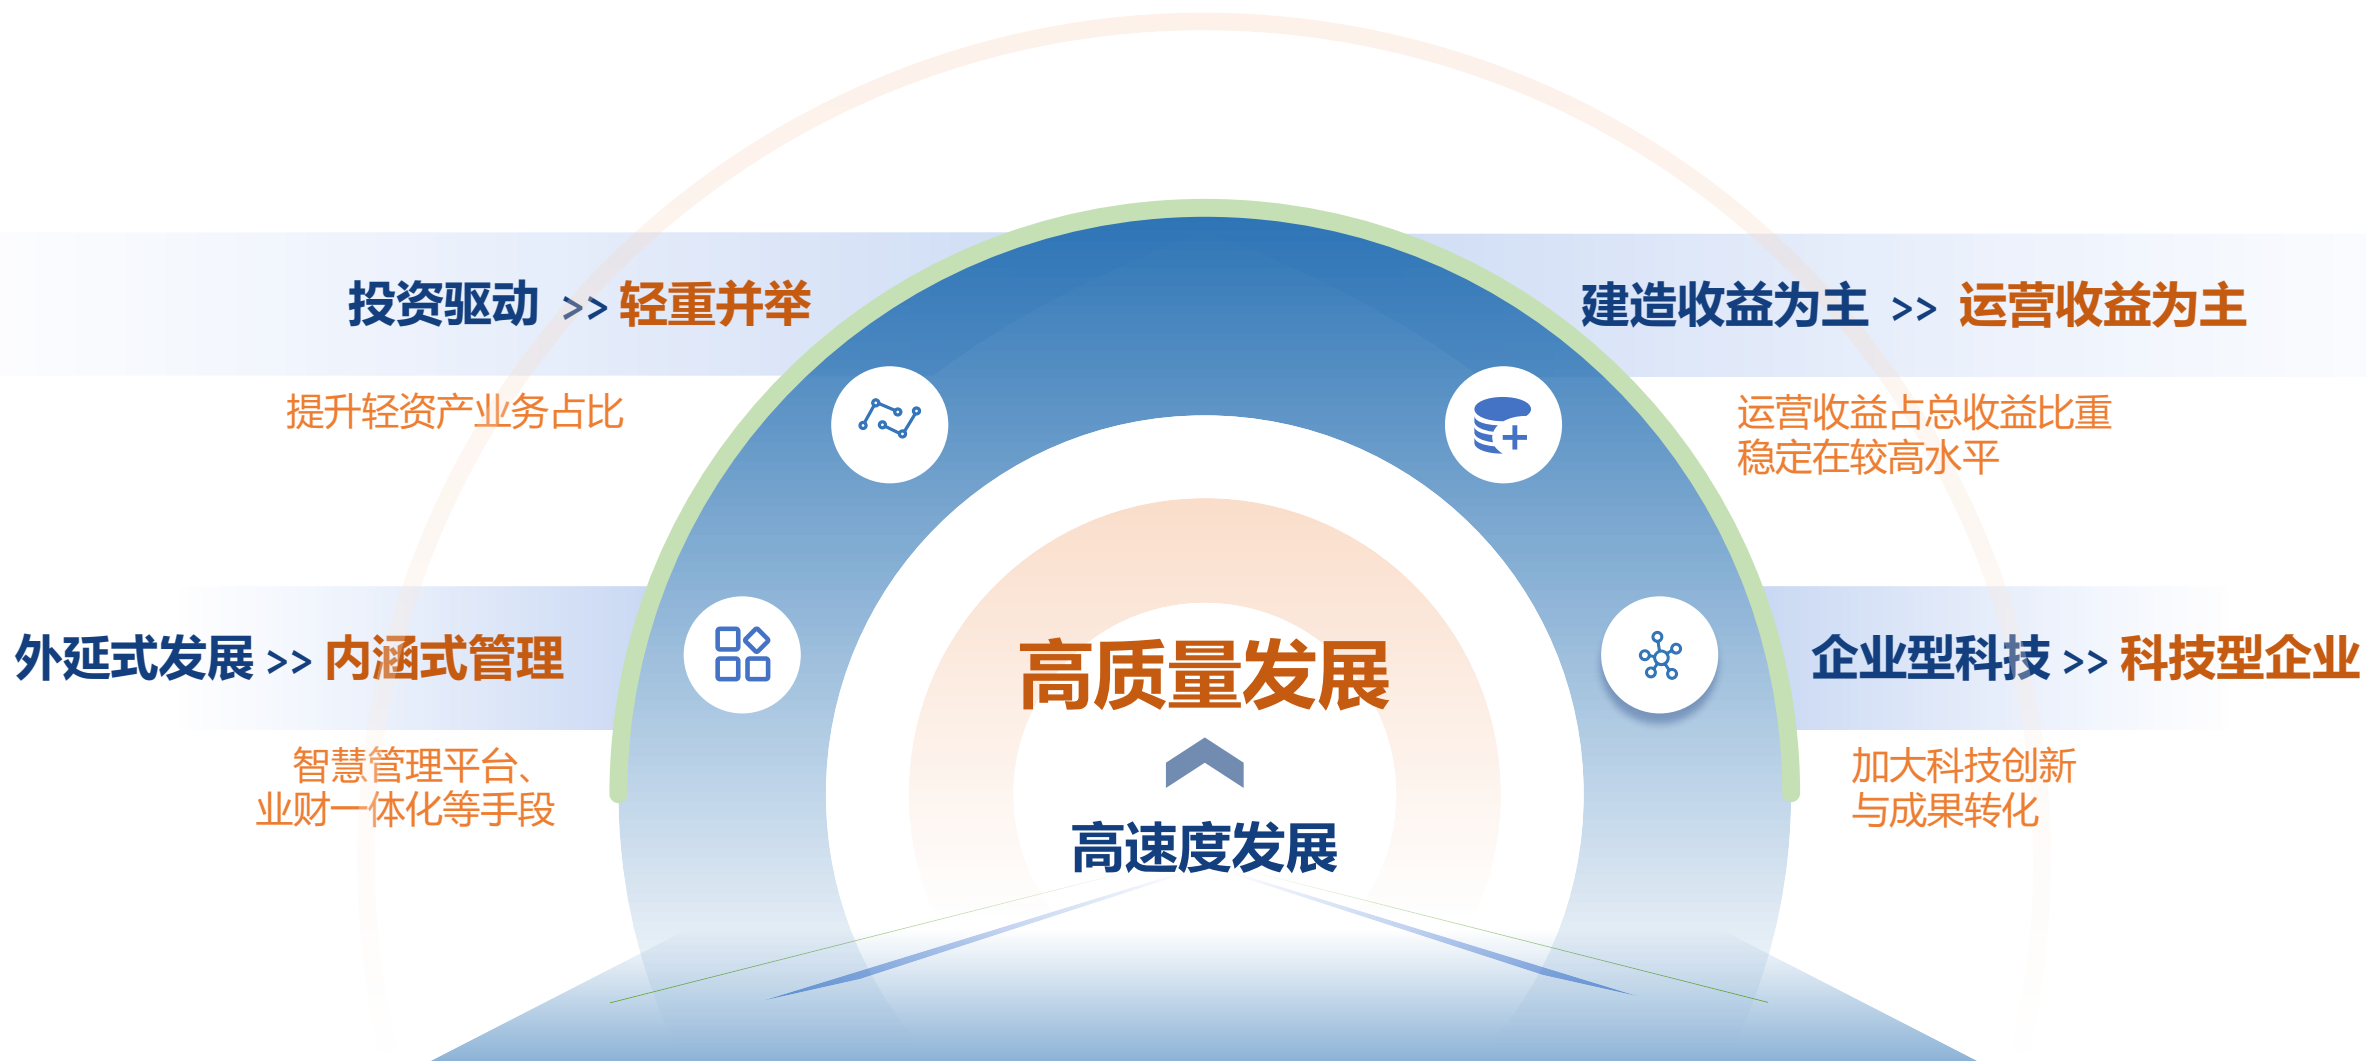 投资驱动 >> 轻重并举
提升轻资产业务占比
建造收益为主 >> 运营收益为主
运营收益占总收益比重
稳定在较高水平
外延式发展 >> 内涵式管理
智慧管理平台、
业财一体化等手段
高质量发展
高速度发展
企业型科技 >> 科技型企业
加大科技创新
与成果转化